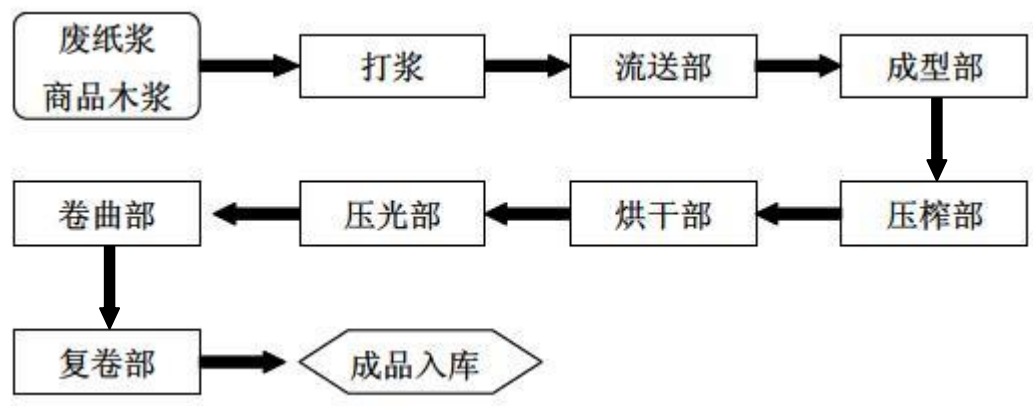 废纸浆
商品木浆
打浆
流送部
成型部
压榨部
烘干部
压光部
卷曲部
复卷部
成品入库